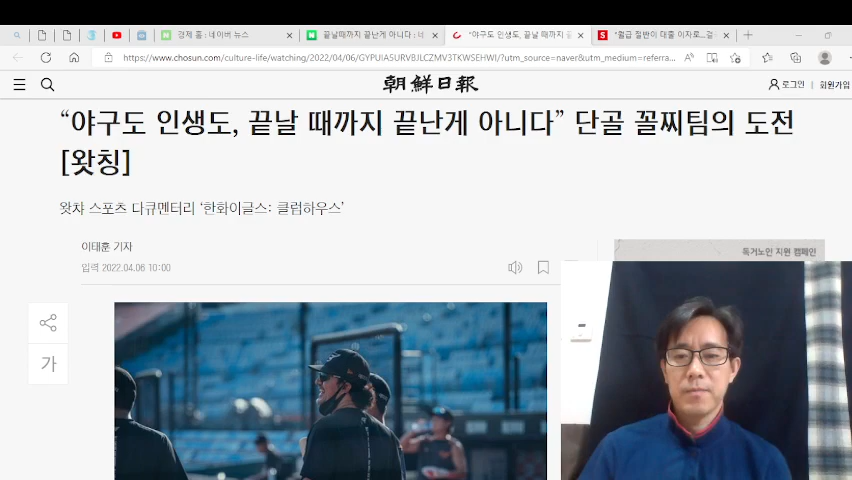 경제 홈 : 네이버 뉴스
끝날때까지 끝난게 아니다 : 네
"야구도 인생도, 끝날 때까지 끝
"월급 절반이 대출 이자로…걸
https://www.chosun.com/culture-life/watching/2022/04/06/GYPUIA5URVBJLCZMV3TKWSEHWI/?utm_source=naver&utm_medium=referra...
朝鮮日報
로그인 | 회원가입
“야구도 인생도, 끝날 때까지 끝난게 아니다” 단골 꼴찌팀의 도전
[왓칭]
왓챠 스포츠 다큐멘터리 ‘한화이글스: 클럽하우스’
이태훈 기자
입력 2022.04.06 10:00
독거노인 지원 캠페인
가